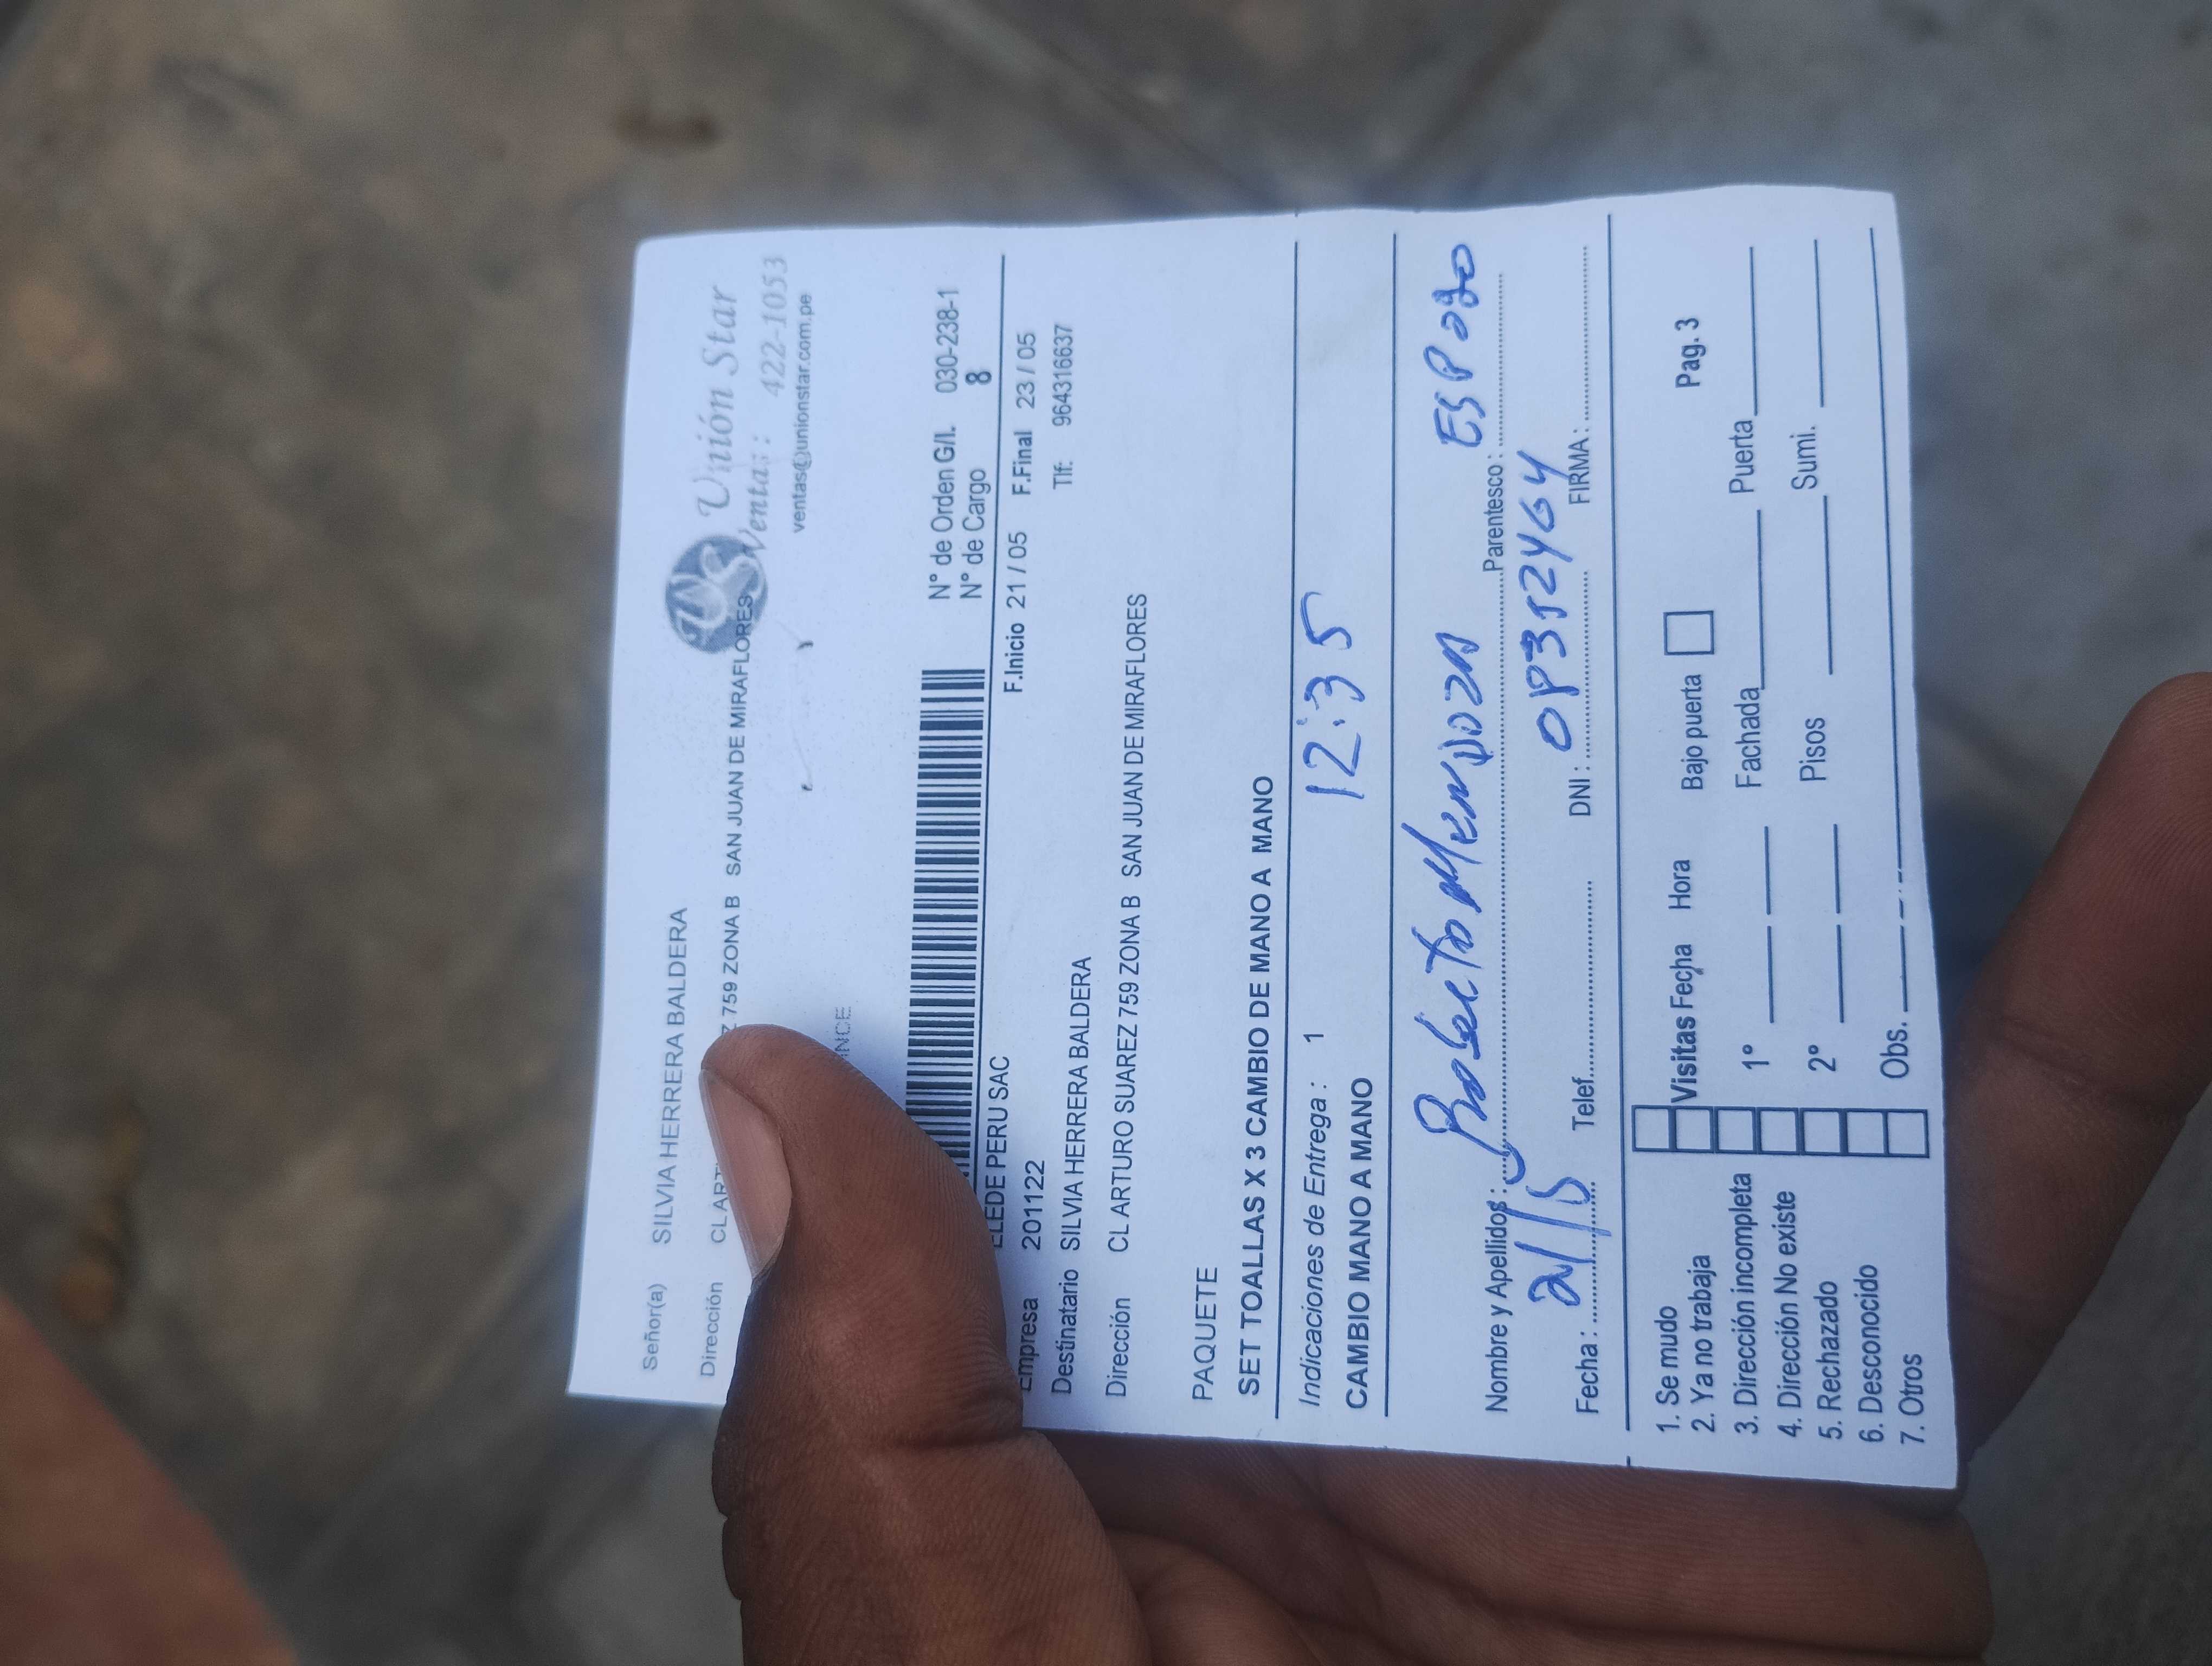 Señor(a) SILVIA HERRERA BALDERA
Unión Star
Dirección CL ART Z 759 ZONA B SAN JUAN DE MIRAFLORES
Ventas: 422-1053
ventas@unionstar.com.pe
N° de Orden G/I. 030-238-1
N° de Cargo 8
PERU SAC
Empresa 201122 F.Inicio 21 / 05 F.Final 23 / 05
Destinatario SILVIA HERRERA BALDERA Tlf: 964316637
Dirección CL ARTURO SUAREZ 759 ZONA B SAN JUAN DE MIRAFLORES
PAQUETE
SET TOALLAS X 3 CAMBIO DE MANO A MANO
Indicaciones de Entrega : 1
CAMBIO MANO A MANO 12:35
Nombre y Apellidos : Roberto Mendoza Parentesco : ESPOSO
Fecha : 21/5 Telef. DNI : FIRMA :
1. Se mudo
2. Ya no trabaja Visitas Fecha Hora Bajo puerta Pag. 3
3. Dirección incompleta 1° Fachada Puerta
4. Dirección No existe
5. Rechazado 2° Pisos Sumi.
6. Desconocido
7. Otros Obs.